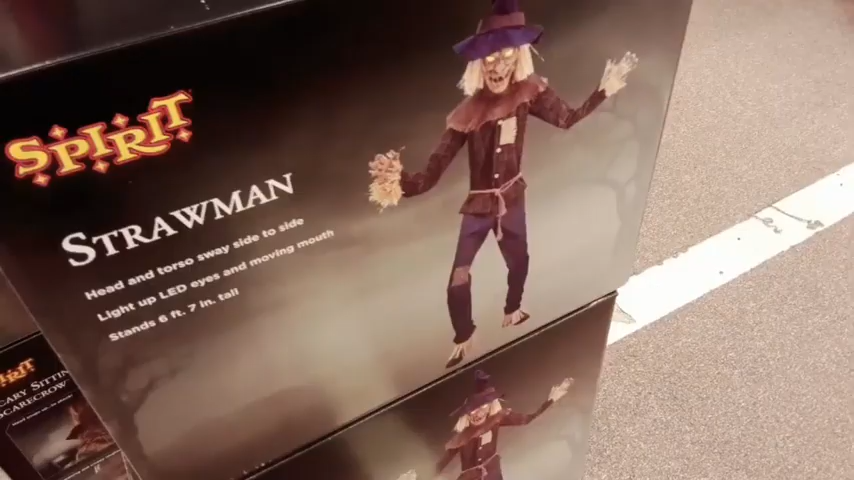 SPIRIT
STRAWMAN
Head and torso sway side to side
Light up LED eyes and moving mouth
Stands 6 ft. 7 in. tall
SPIRIT
SCARY SITTING
SCARECROW